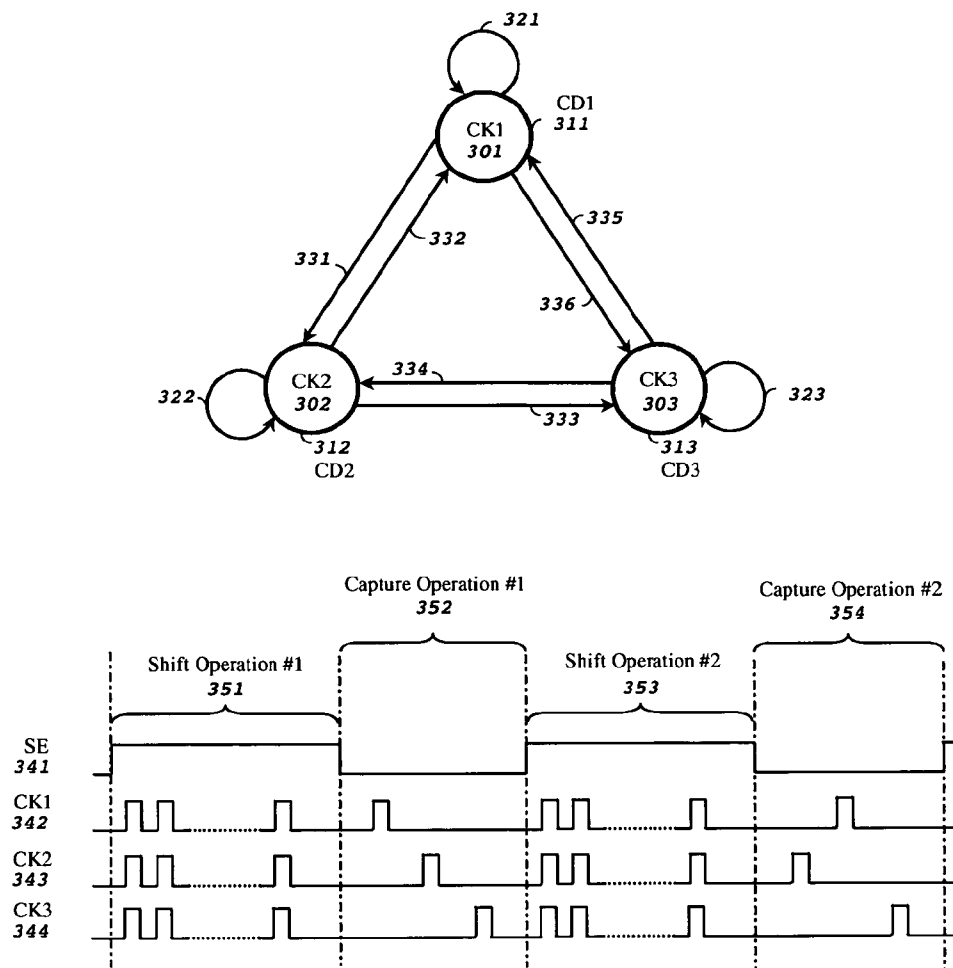 321
CD1
311
CK1
301
335
332
331
336
CK2
302
334
CK3
303
322
333
323
312
CD2
313
CD3
Capture Operation #1
352
Capture Operation #2
354
Shift Operation #1
351
Shift Operation #2
353
SE
341
CK1
342
CK2
343
CK3
344